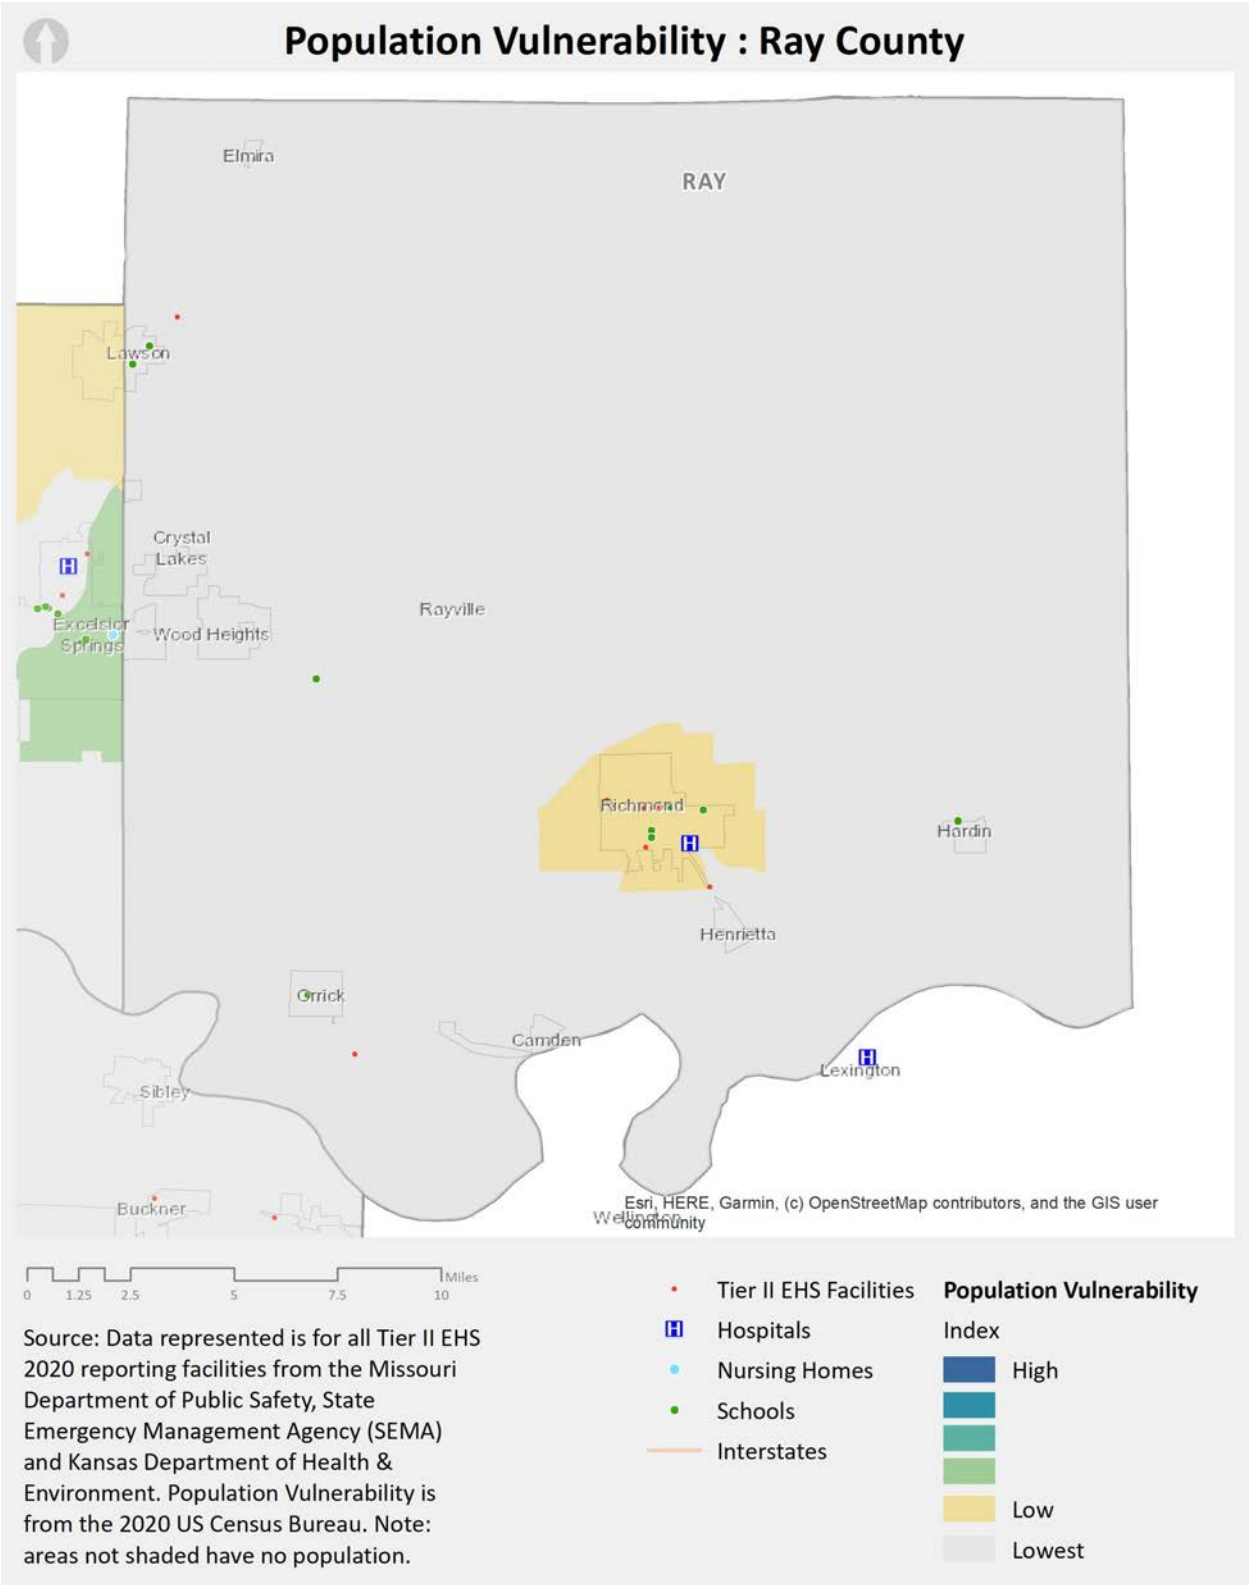 Population Vulnerability : Ray County
Elmira
RAY
Lawson
Crystal
Lakes
Rayville
Excelsior
Springs
Wood Heights
Richmond
Hardin
Henrietta
Orrick
Camden
Lexington
Sibley
Buckner
Wellington
Esri, HERE, Garmin, (c) OpenStreetMap contributors, and the GIS user
community
Miles
0 1.25 2.5 5 7.5 10
Source: Data represented is for all Tier II EHS
2020 reporting facilities from the Missouri
Department of Public Safety, State
Emergency Management Agency (SEMA)
and Kansas Department of Health &
Environment. Population Vulnerability is
from the 2020 US Census Bureau. Note:
areas not shaded have no population.
Tier II EHS Facilities
H Hospitals
Nursing Homes
Schools
Interstates
Population Vulnerability
Index
High
Low
Lowest